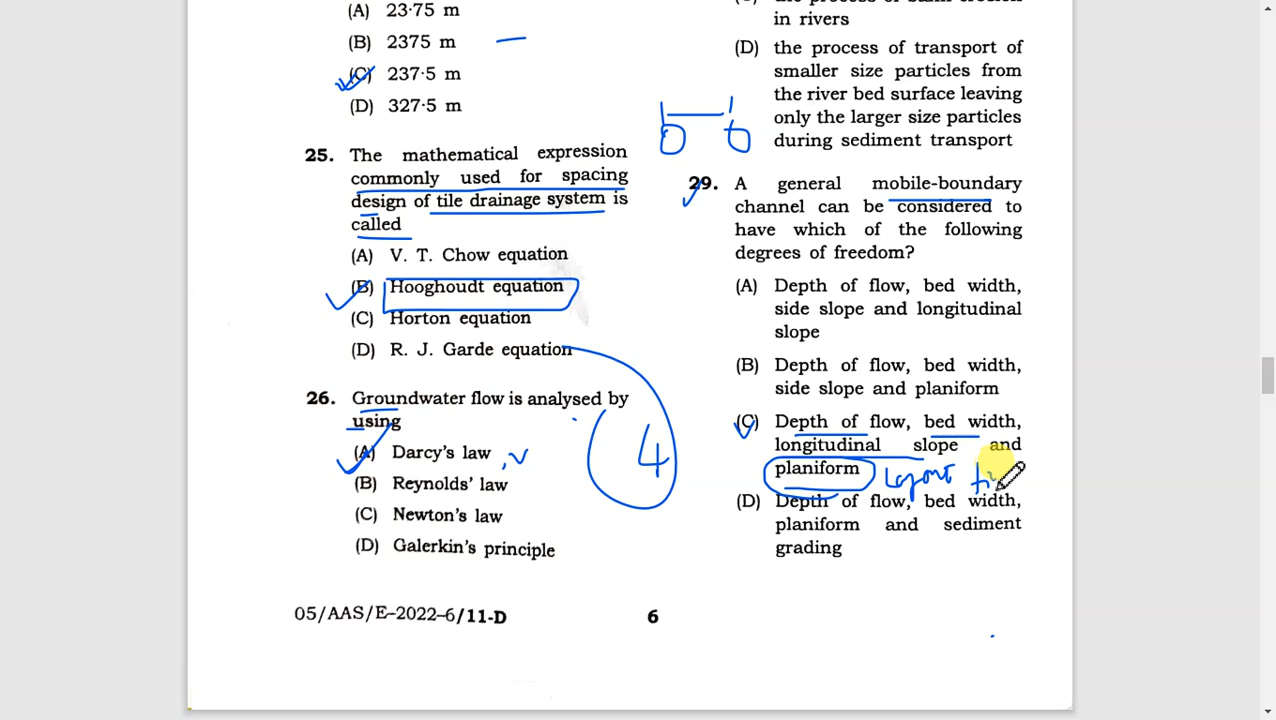 (A) 23·75 m
(B) 2375 m
(C) 237·5 m
(D) 327·5 m
25. The mathematical expression
commonly used for spacing
design of tile drainage system is
called
(A) V. T. Chow equation
(B) Hooghoudt equation
(C) Horton equation
(D) R. J. Garde equation
26. Groundwater flow is analysed by
using
(A) Darcy's law
(B) Reynolds' law
(C) Newton's law
(D) Galerkin's principle
4
in rivers
(D) the process of transport of
smaller size particles from
the river bed surface leaving
only the larger size particles
during sediment transport
29. A general mobile-boundary
channel can be considered to
have which of the following
degrees of freedom?
(A) Depth of flow, bed width,
side slope and longitudinal
slope
(B) Depth of flow, bed width,
side slope and planiform
(C) Depth of flow, bed width,
longitudinal slope and
planiform
(D) Depth of flow, bed width,
planiform and sediment
grading
05/AAS/E-2022-6/11-D
6